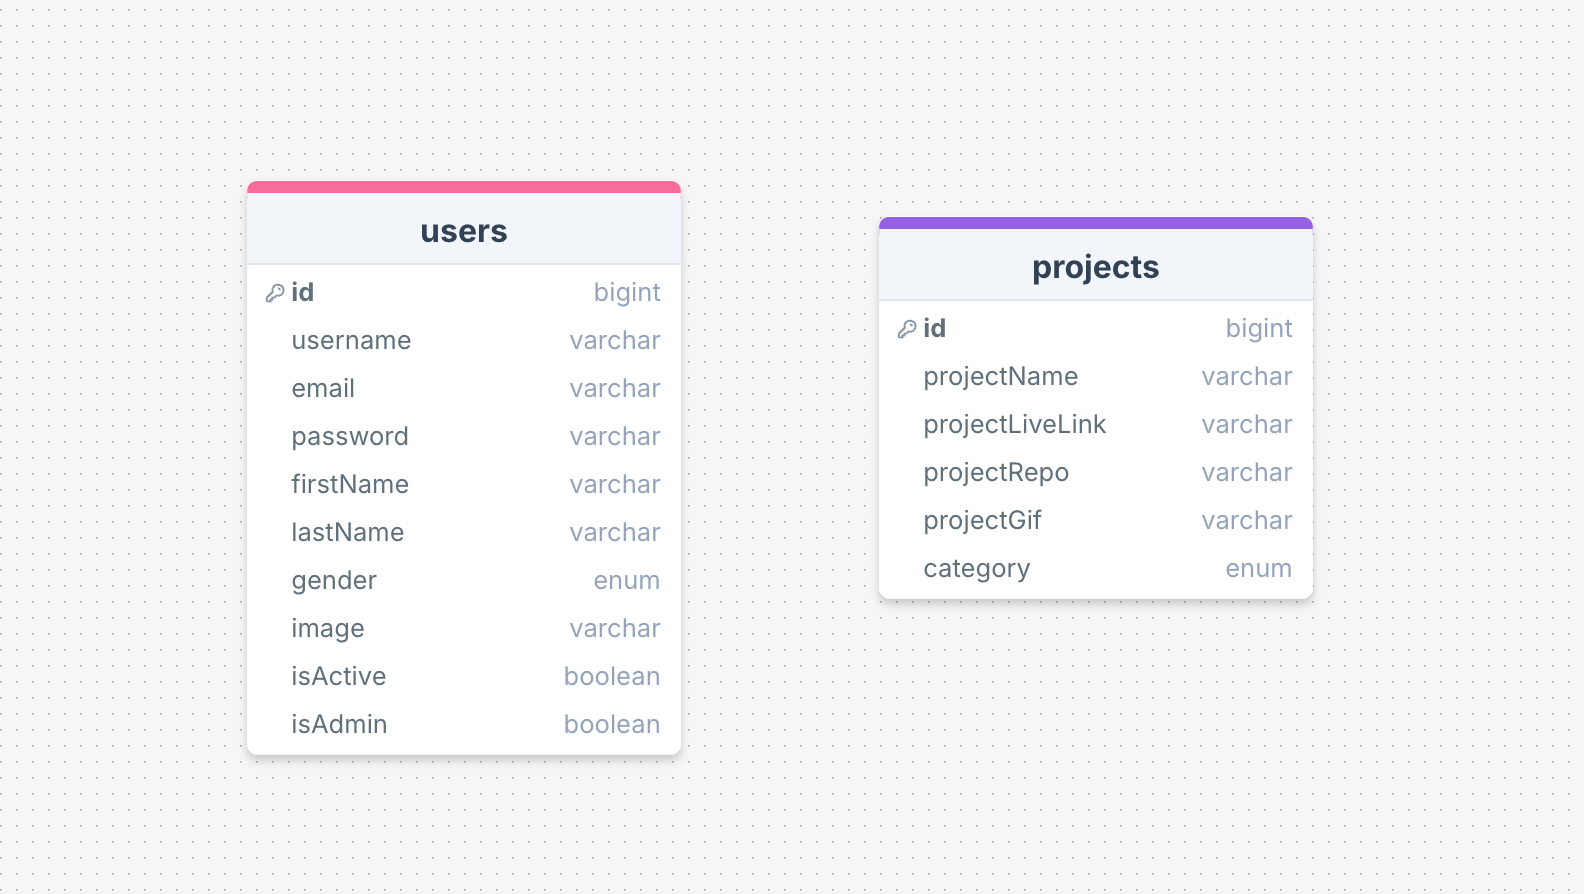 users
id bigint
username varchar
email varchar
password varchar
firstName varchar
lastName varchar
gender enum
image varchar
isActive boolean
isAdmin boolean
projects
id bigint
projectName varchar
projectLiveLink varchar
projectRepo varchar
projectGif varchar
category enum